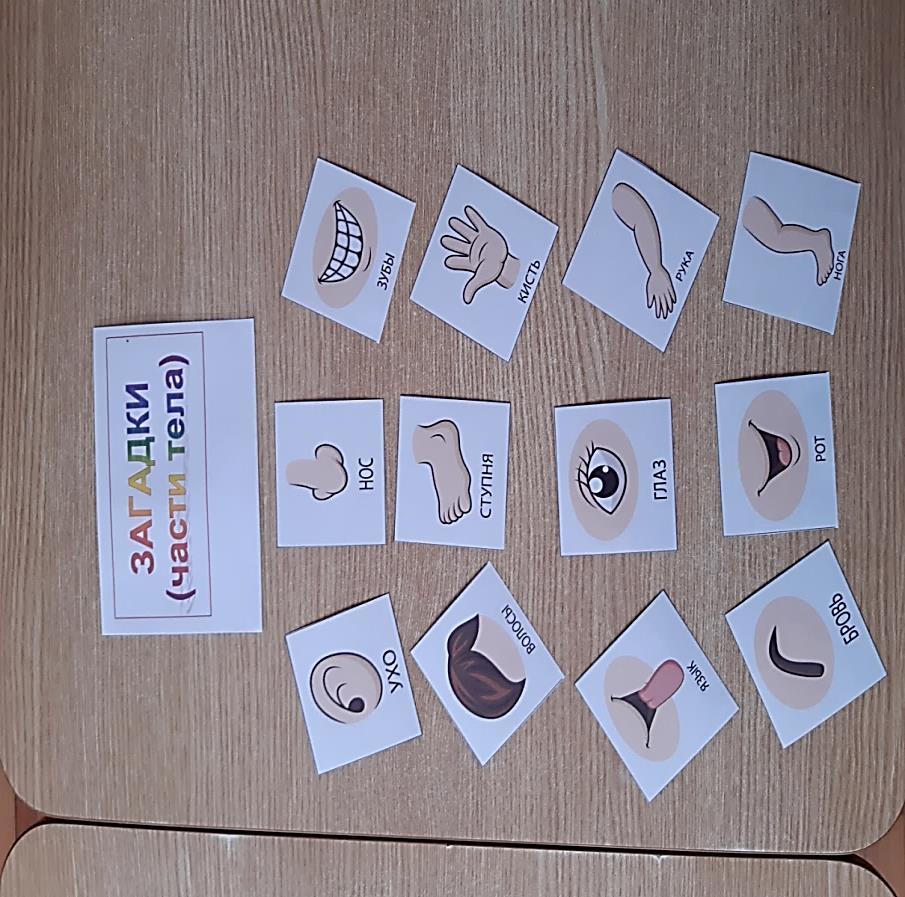 ЗАГАДКИ
(части тела)
УХО
НОС
ЗУБЫ
ВОЛОСЫ
СТУПНЯ
КИСТЬ
ЯЗЫК
ГЛАЗ
РУКА
БРОВЬ
РОТ
НОГА